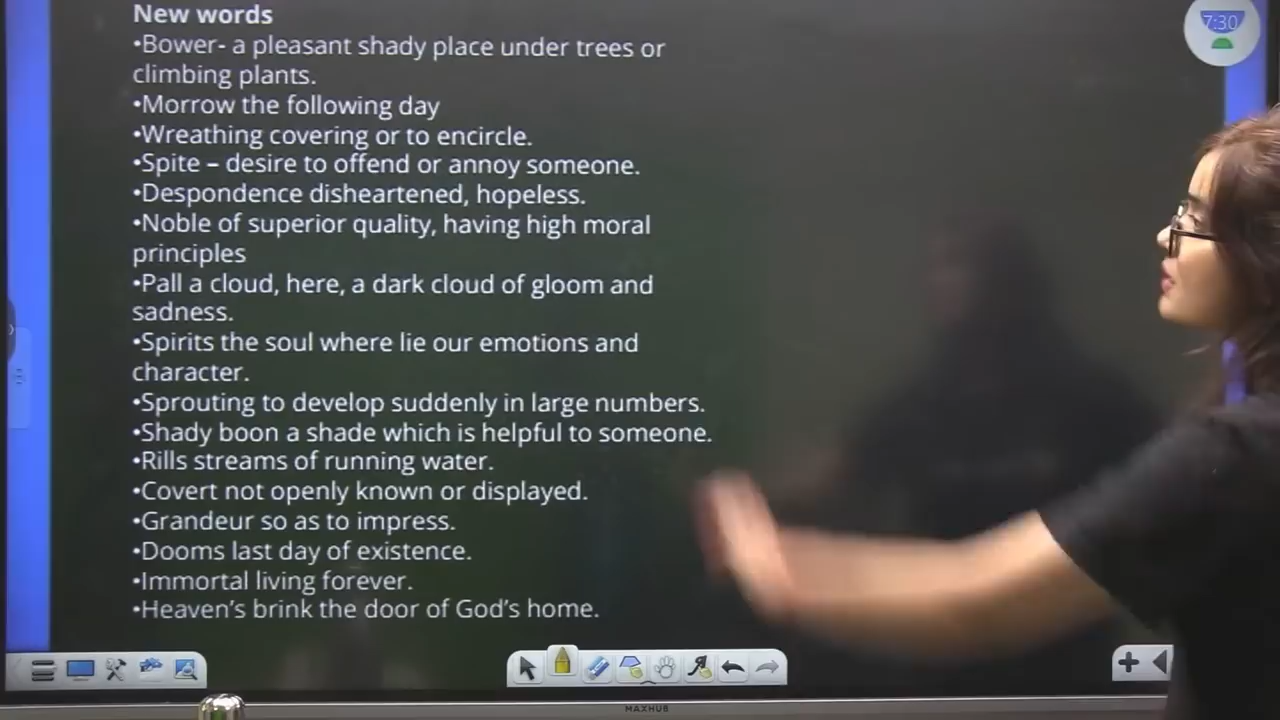 New words
•Bower- a pleasant shady place under trees or
climbing plants.
•Morrow the following day
•Wreathing covering or to encircle.
•Spite – desire to offend or annoy someone.
•Despondence disheartened, hopeless.
•Noble of superior quality, having high moral
principles
•Pall a cloud, here, a dark cloud of gloom and
sadness.
•Spirits the soul where lie our emotions and
character.
•Sprouting to develop suddenly in large numbers.
•Shady boon a shade which is helpful to someone.
•Rills streams of running water.
•Covert not openly known or displayed.
•Grandeur so as to impress.
•Dooms last day of existence.
•Immortal living forever.
•Heaven’s brink the door of God’s home.
7:30
MAXHUB